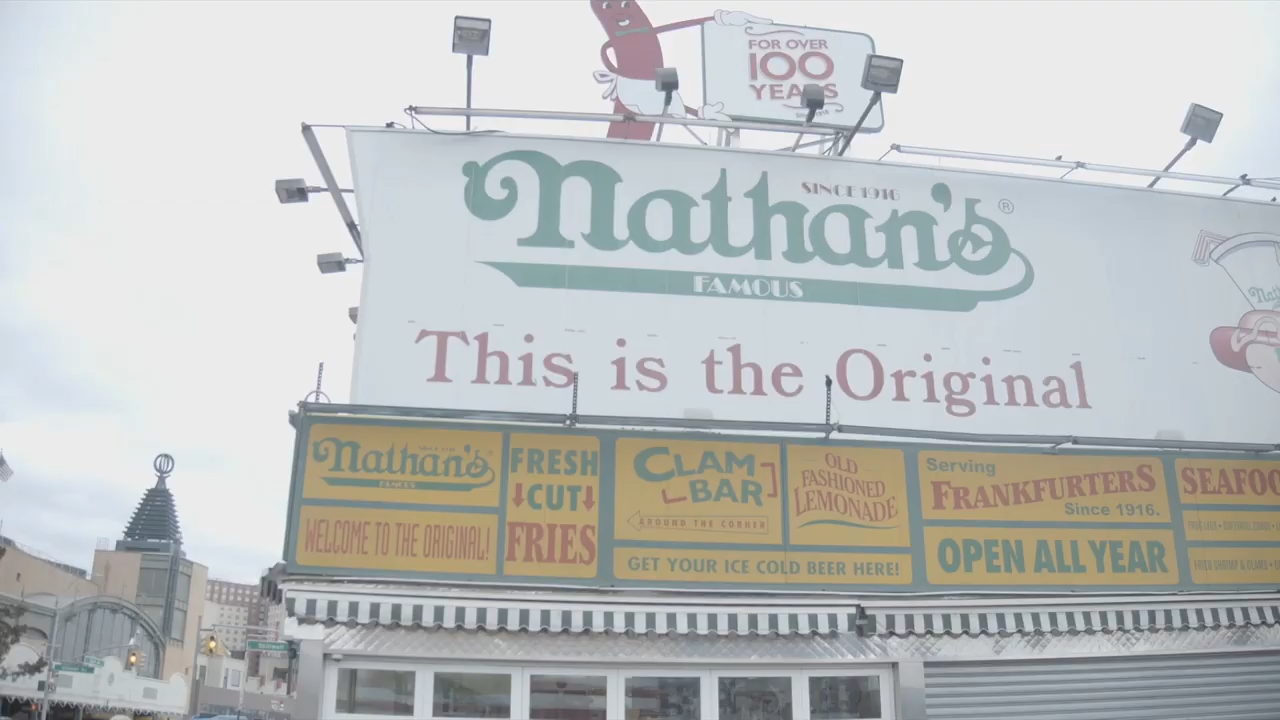 FOR OVER
100
YEARS
SINCE 1916
Nathan's ®
FAMOUS
This is the Original
Nathan's
FAMOUS
WELCOME TO THE ORIGINAL!
FRESH
CUT
FRIES
CLAM
BAR
AROUND THE CORNER
OLD
FASHIONED
LEMONADE
GET YOUR ICE COLD BEER HERE!
Serving
FRANKFURTERS
Since 1916.
OPEN ALL YEAR
SEAFOO